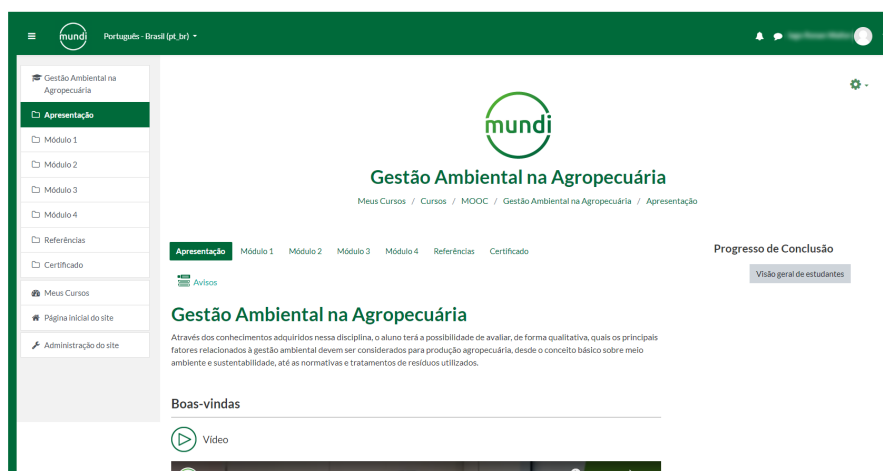 mundi
Português - Brasil (pt_br)
Gestão Ambiental na
Agropecuária
Apresentação
Módulo 1
Módulo 2
Módulo 3
Módulo 4
Referências
Certificado
Meus Cursos
Página inicial do site
Administração do site
mundi
Gestão Ambiental na Agropecuária
Meus Cursos / Cursos / MOOC / Gestão Ambiental na Agropecuária / Apresentação
Apresentação Módulo 1 Módulo 2 Módulo 3 Módulo 4 Referências Certificado
Avisos
Gestão Ambiental na Agropecuária
Através dos conhecimentos adquiridos nessa disciplina, o aluno terá a possibilidade de avaliar, de forma qualitativa, quais os principais
fatores relacionados à gestão ambiental devem ser considerados para produção agropecuária, desde o conceito básico sobre meio
ambiente e sustentabilidade, até as normativas e tratamentos de resíduos utilizados.
Boas-vindas
Vídeo
Progresso de Conclusão
Visão geral de estudantes